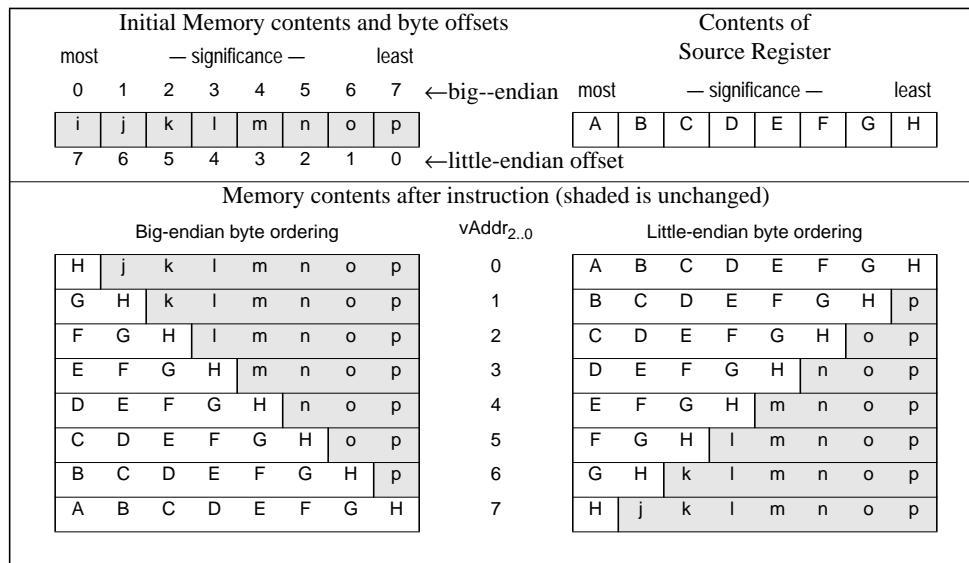 Initial Memory contents and byte offsets
Contents of
Source Register
most — significance — least
0 1 2 3 4 5 6 7 ←big--endian
most — significance — least
i j k l m n o p
A B C D E F G H
7 6 5 4 3 2 1 0 ←little-endian offset
Memory contents after instruction (shaded is unchanged)
Big-endian byte ordering vAddr2..0 Little-endian byte ordering
H j k l m n o p 0 A B C D E F G H
G H k l m n o p 1 B C D E F G H p
F G H l m n o p 2 C D E F G H o p
E F G H m n o p 3 D E F G H n o p
D E F G H n o p 4 E F G H m n o p
C D E F G H o p 5 F G H l m n o p
B C D E F G H p 6 G H k l m n o p
A B C D E F G H 7 H j k l m n o p